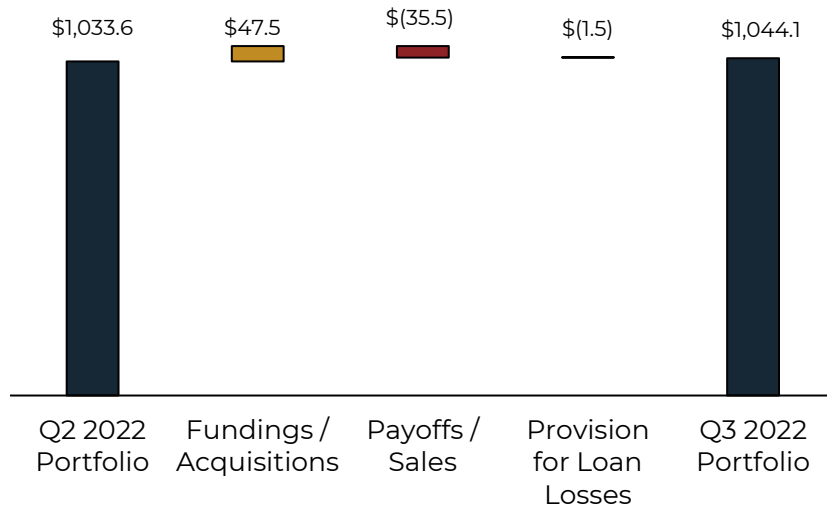 $1,033.6
$47.5
$(35.5)
$(1.5)
$1,044.1
Q2 2022
Portfolio
Fundings /
Acquisitions
Payoffs /
Sales
Provision
for Loan
Losses
Q3 2022
Portfolio